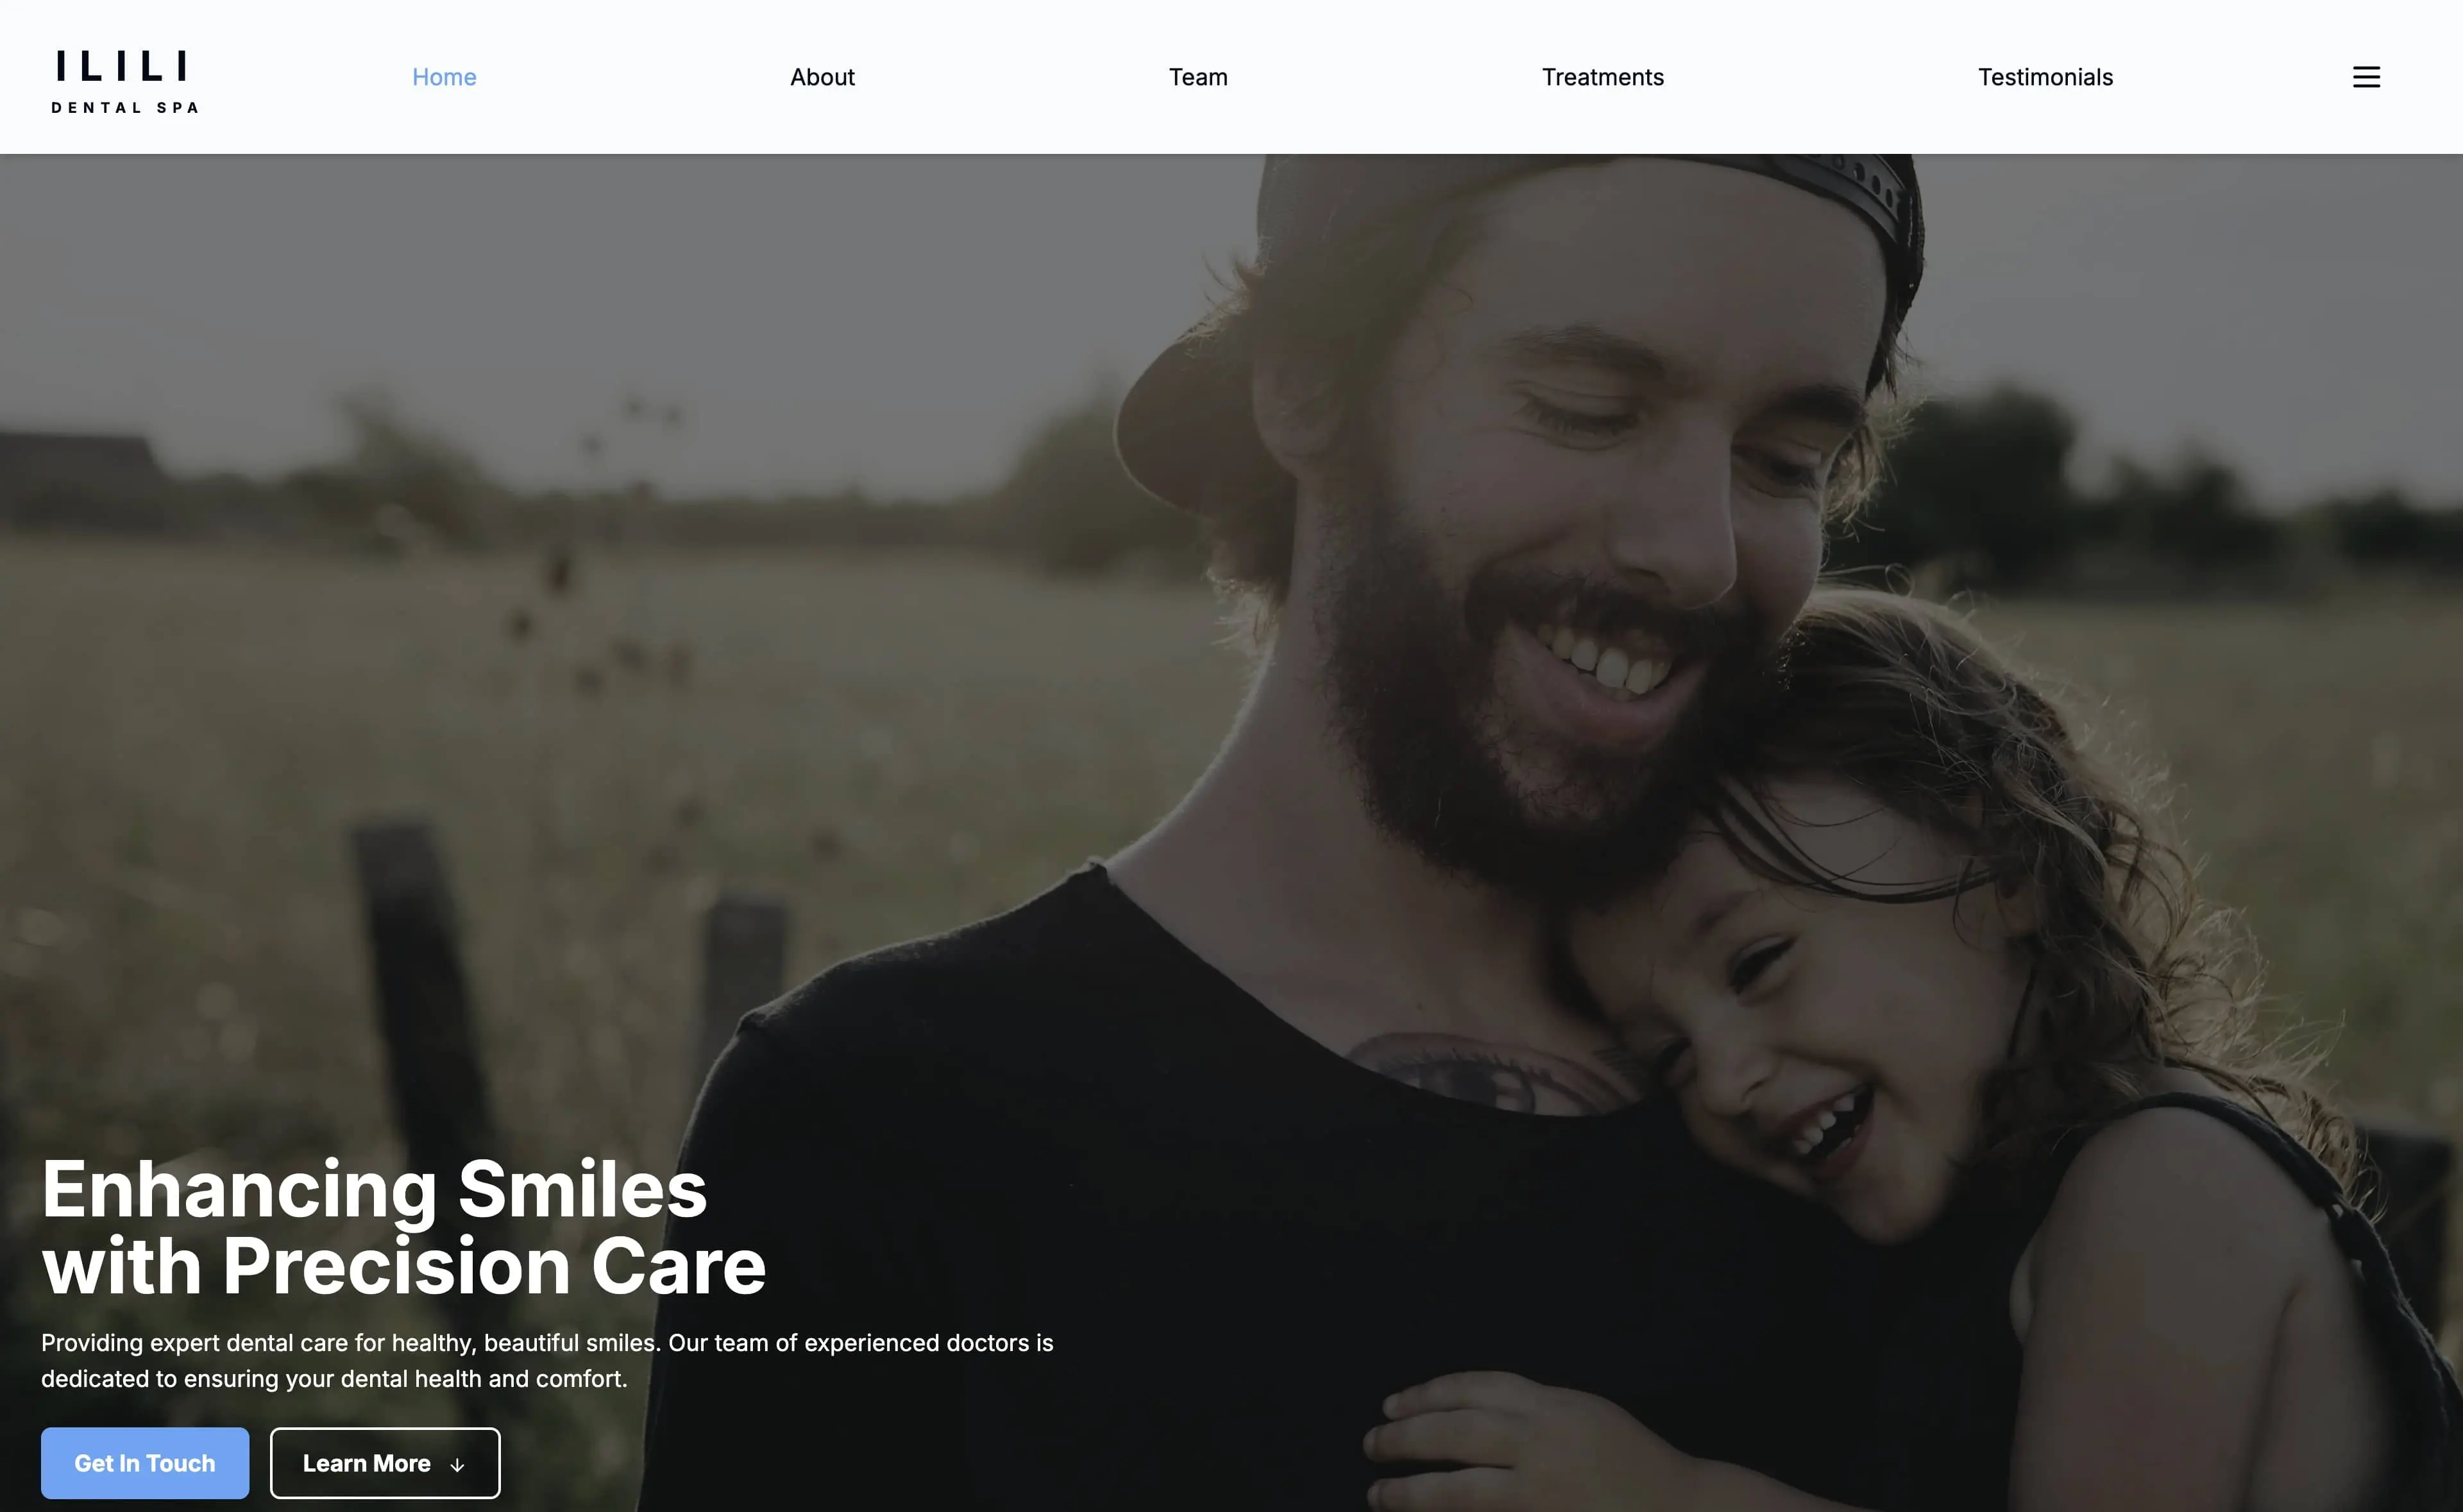 ILILI
DENTAL SPA
Home
About
Team
Treatments
Testimonials
Enhancing Smiles
with Precision Care
Providing expert dental care for healthy, beautiful smiles. Our team of experienced doctors is
dedicated to ensuring your dental health and comfort.
Get In Touch
Learn More ↓